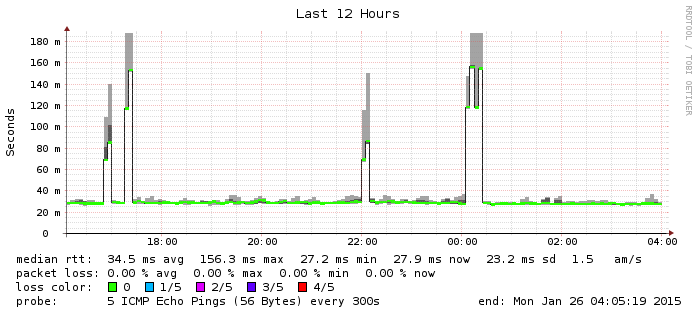 Last 12 Hours
RRDTOOL / TOBI OETIKER
Seconds
180 m
160 m
140 m
120 m
100 m
80 m
60 m
40 m
20 m
0
18:00 20:00 22:00 00:00 02:00 04:00
median rtt: 34.5 ms avg 156.3 ms max 27.2 ms min 27.9 ms now 23.2 ms sd 1.5 am/s
packet loss: 0.00 % avg 0.00 % max 0.00 % min 0.00 % now
loss color: 0 1/5 2/5 3/5 4/5
probe: 5 ICMP Echo Pings (56 Bytes) every 300s end: Mon Jan 26 04:05:19 2015